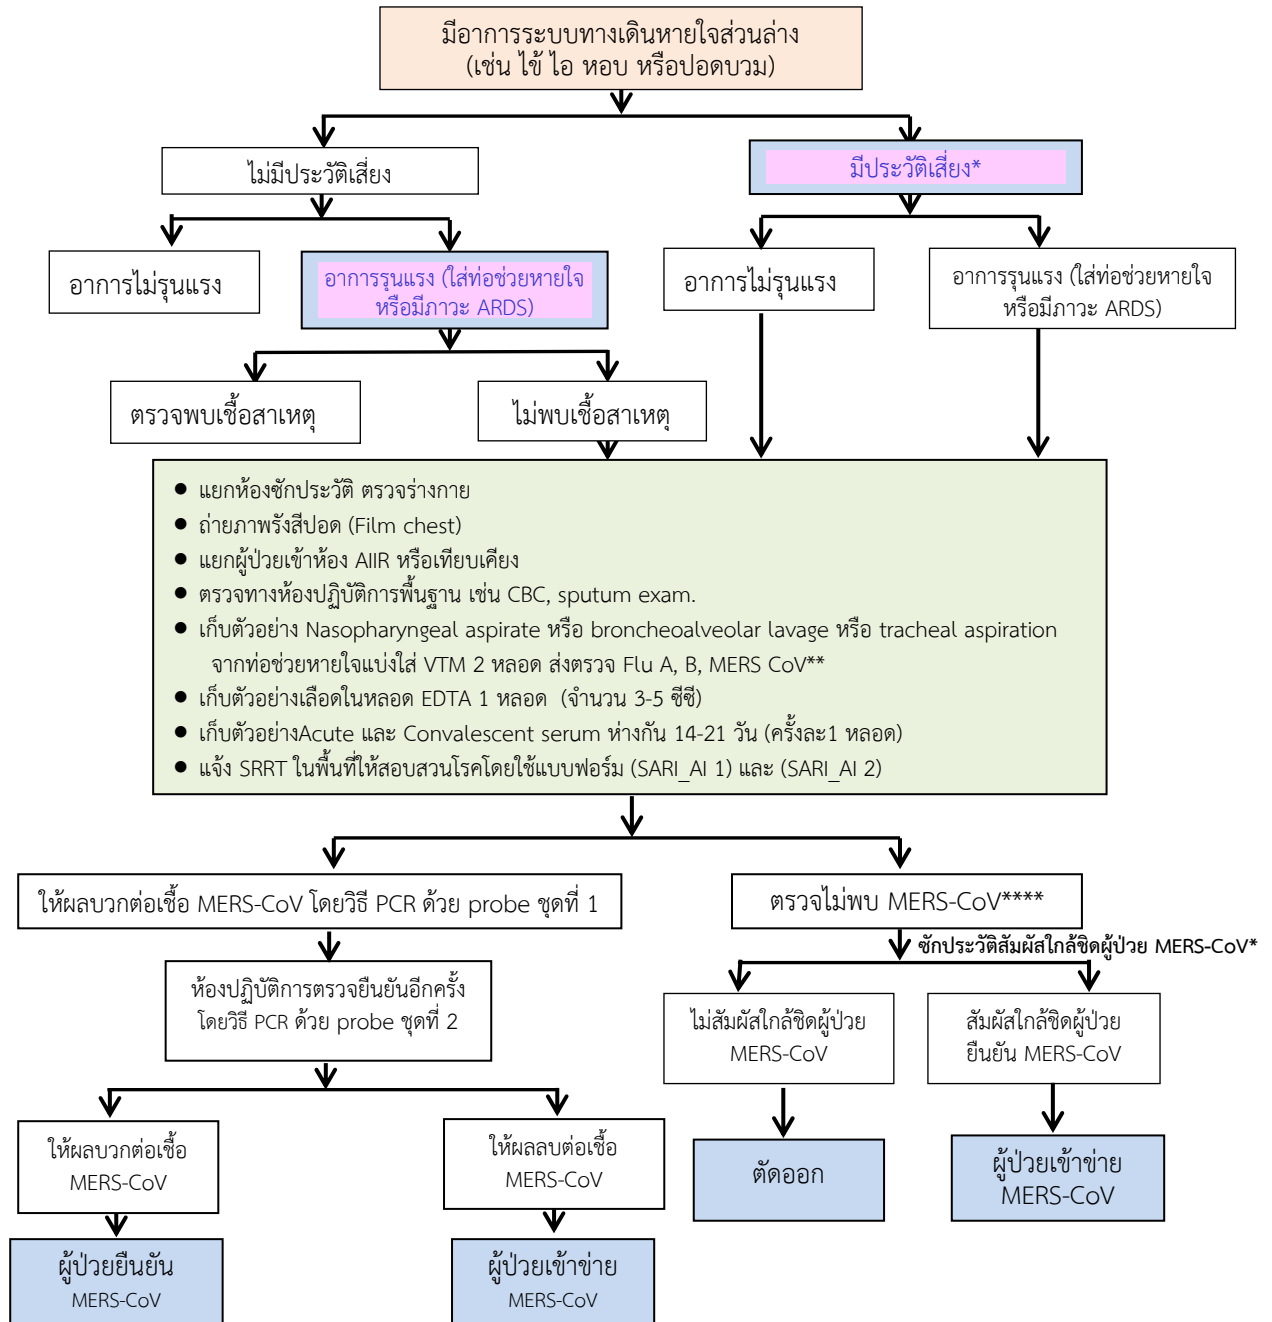 มีอาการระบบทางเดินหายใจส่วนล่าง
(เช่น ไข้ ไอ หอบ หรือปอดบวม)
ไม่มีประวัติเสี่ยง
มีประวัติเสี่ยง*
อาการไม่รุนแรง
อาการรุนแรง (ใส่ท่อช่วยหายใจ
หรือมีภาวะ ARDS)
อาการไม่รุนแรง
อาการรุนแรง (ใส่ท่อช่วยหายใจ
หรือมีภาวะ ARDS)
ตรวจพบเชื้อสาเหตุ
ไม่พบเชื้อสาเหตุ
● แยกห้องซักประวัติ ตรวจร่างกาย
● ถ่ายภาพรังสีปอด (Film chest)
● แยกผู้ป่วยเข้าห้อง AIIR หรือเทียบเคียง
● ตรวจทางห้องปฏิบัติการพื้นฐาน เช่น CBC, sputum exam.
● เก็บตัวอย่าง Nasopharyngeal aspirate หรือ broncheoalveolar lavage หรือ tracheal aspiration
จากท่อช่วยหายใจแบ่งใส่ VTM 2 หลอด ส่งตรวจ Flu A, B, MERS CoV**
● เก็บตัวอย่างเลือดในหลอด EDTA 1 หลอด (จำนวน 3-5 ซีซี)
● เก็บตัวอย่างAcute และ Convalescent serum ห่างกัน 14-21 วัน (ครั้งละ1 หลอด)
● แจ้ง SRRT ในพื้นที่ให้สอบสวนโรคโดยใช้แบบฟอร์ม (SARI_AI 1) และ (SARI_AI 2)
ให้ผลบวกต่อเชื้อ MERS-CoV โดยวิธี PCR ด้วย probe ชุดที่ 1
ตรวจไม่พบ MERS-CoV****
ซักประวัติสัมผัสใกล้ชิดผู้ป่วย MERS-CoV*
ห้องปฏิบัติการตรวจยืนยันอีกครั้ง
โดยวิธี PCR ด้วย probe ชุดที่ 2
ไม่สัมผัสใกล้ชิดผู้ป่วย
MERS-CoV
สัมผัสใกล้ชิดผู้ป่วย
ยืนยัน MERS-CoV
ให้ผลบวกต่อเชื้อ
MERS-CoV
ให้ผลลบต่อเชื้อ
MERS-CoV
ตัดออก
ผู้ป่วยเข้าข่าย
MERS-CoV
ผู้ป่วยยืนยัน
MERS-CoV
ผู้ป่วยเข้าข่าย
MERS-CoV